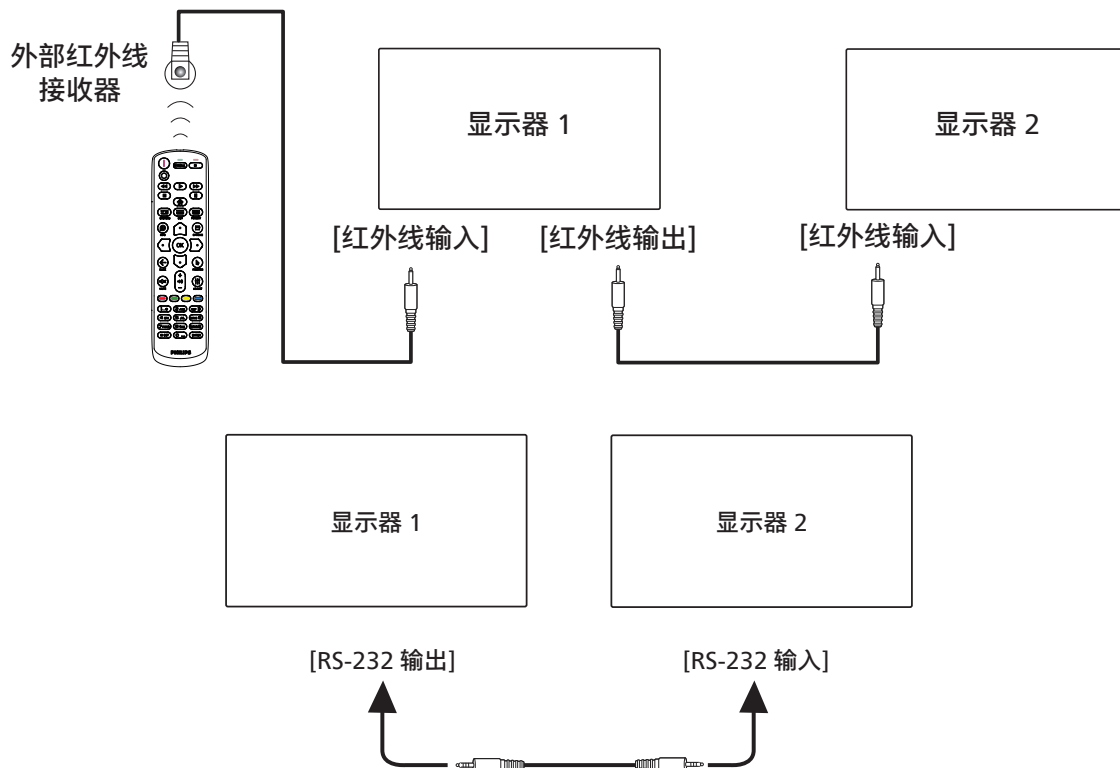 外部红外线
接收器
显示器 1
显示器 2
[红外线输入]
[红外线输出]
[红外线输入]
OK
PHILIPS
显示器 1
显示器 2
[RS-232 输出]
[RS-232 输入]